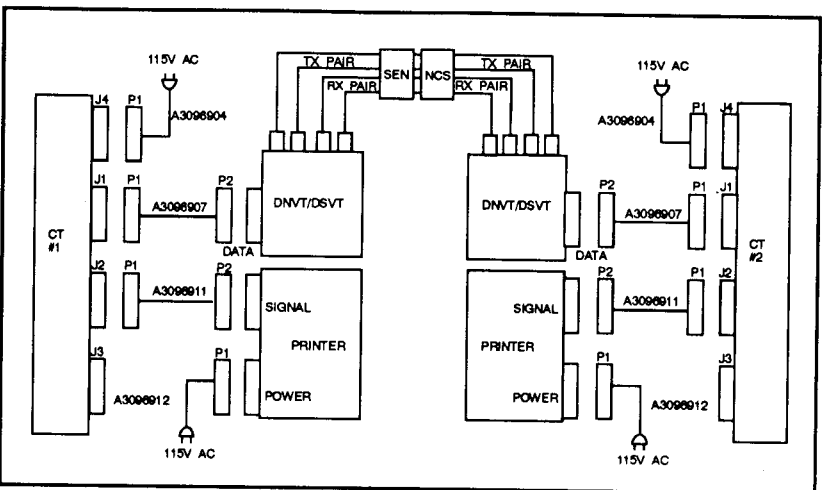 115V AC
TX PAIR
RX PAIR
SEN
NCS
TX PAIR
RX PAIR
115V AC
J4
P1
A3096904
A3096904
P1
J4
J1
P1
A3096907
P2
DNVT/DSVT
DATA
DNVT/DSVT
P2
A3096907
P1
J1
DATA
CT
#1
CT
#2
J2
P1
A3096911
P2
SIGNAL
SIGNAL
P2
A3096911
P1
J2
PRINTER
PRINTER
J3
A3096912
P1
POWER
POWER
P1
A3096912
J3
115V AC
115V AC